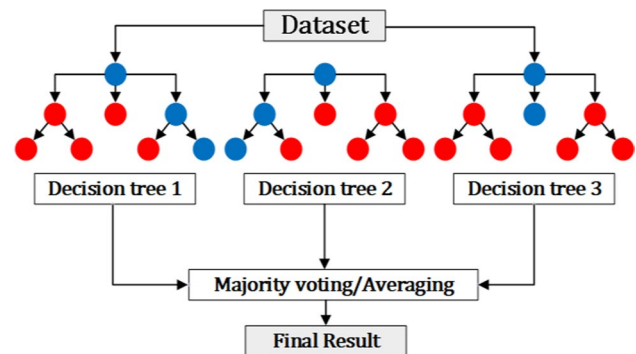 Dataset
Decision tree 1
Decision tree 2
Decision tree 3
Majority voting/Averaging
Final Result